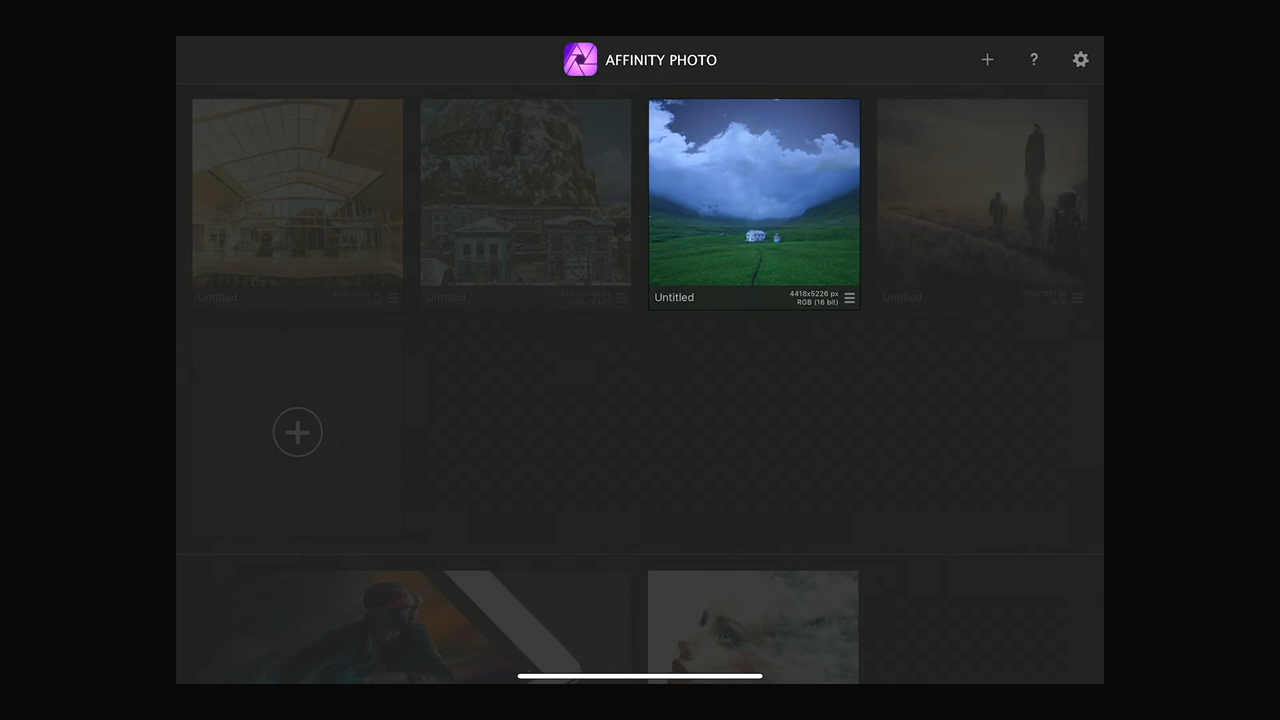 AFFINITY PHOTO
?
Untitled
Untitled
Untitled
4418x5226 px
RGB (16 bit)
Untitled